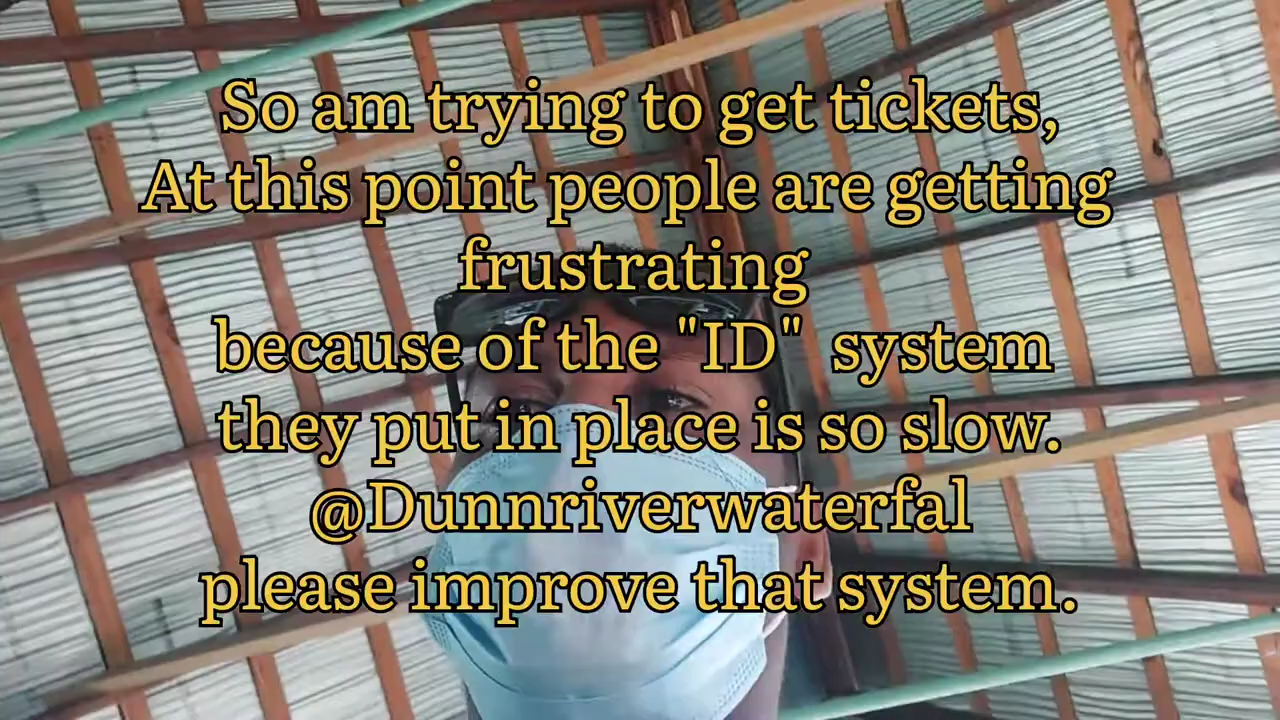 So am trying to get tickets,
At this point people are getting
frustrating
because of the "ID" system
they put in place is so slow.
@Dunnriverwaterfal
please improve that system.